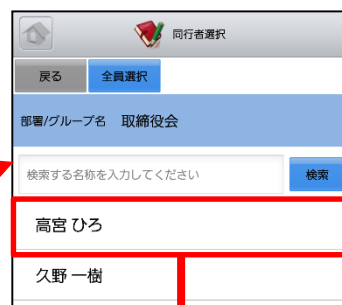 同行者選択
戻る 全員選択
部署/グループ名 取締役会
検索する名称を入力してください 検索
高宮 ひろ
久野 一樹